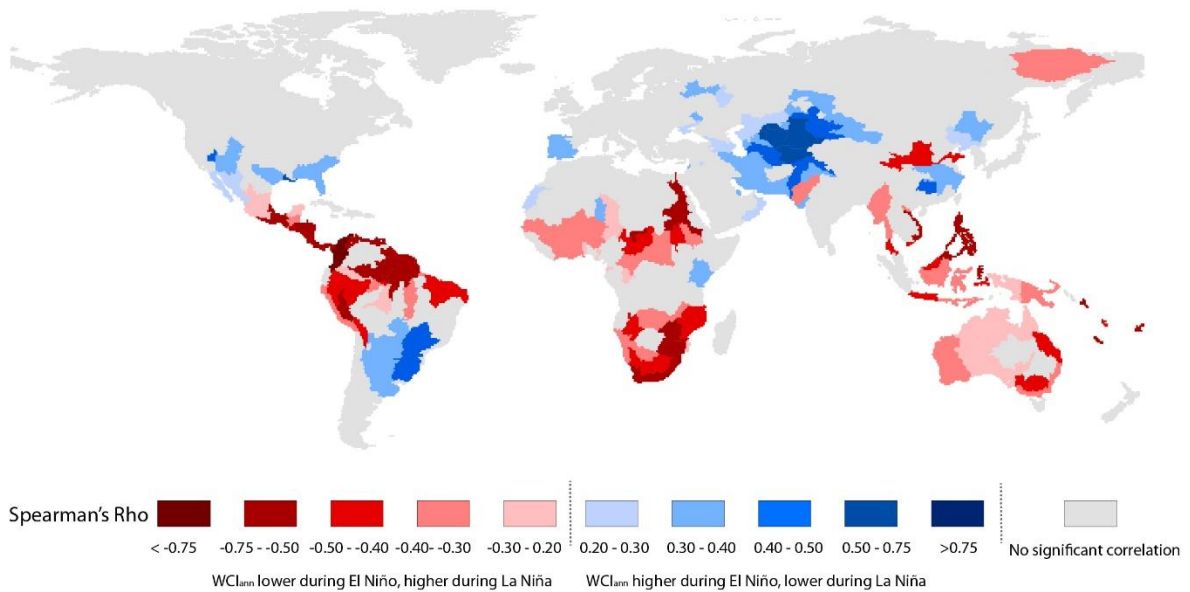 Spearman's Rho
< -0.75 -0.75 - -0.50 -0.50 - -0.40 -0.40- -0.30 -0.30 - 0.20 0.20 - 0.30 0.30 - 0.40 0.40 - 0.50 0.50 - 0.75 >0.75 No significant correlation
WCIann lower during El Niño, higher during La Niña WCIann higher during El Niño, lower during La Niña